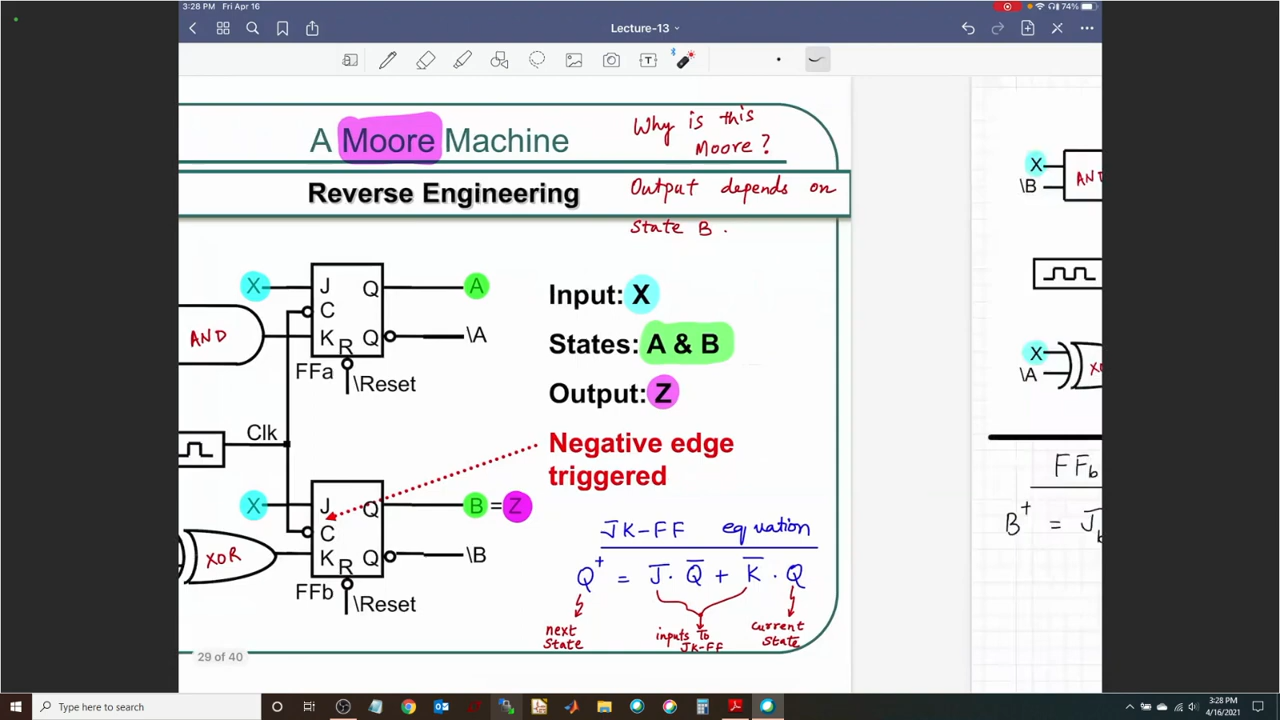 3:28 PM Fri Apr 16
74%
Lecture-13
T
A Moore Machine
Why is this
Moore ?
Reverse Engineering
Output depends on
State B .
X J Q A
C
AND K Q \A
R
FFa \Reset
Clk
X J Q B = Z
C
XOR K Q \B
R
FFb \Reset
Input: X
States: A & B
Output: Z
Negative edge
triggered
JK-FF equation
Q+ = J · Q̅ + K̅ · Q
next
State
inputs to
JK-FF
current
State
29 of 40
X
\B AND
X
\A
FFb
B+ =
Type here to search
3:28 PM
4/16/2021